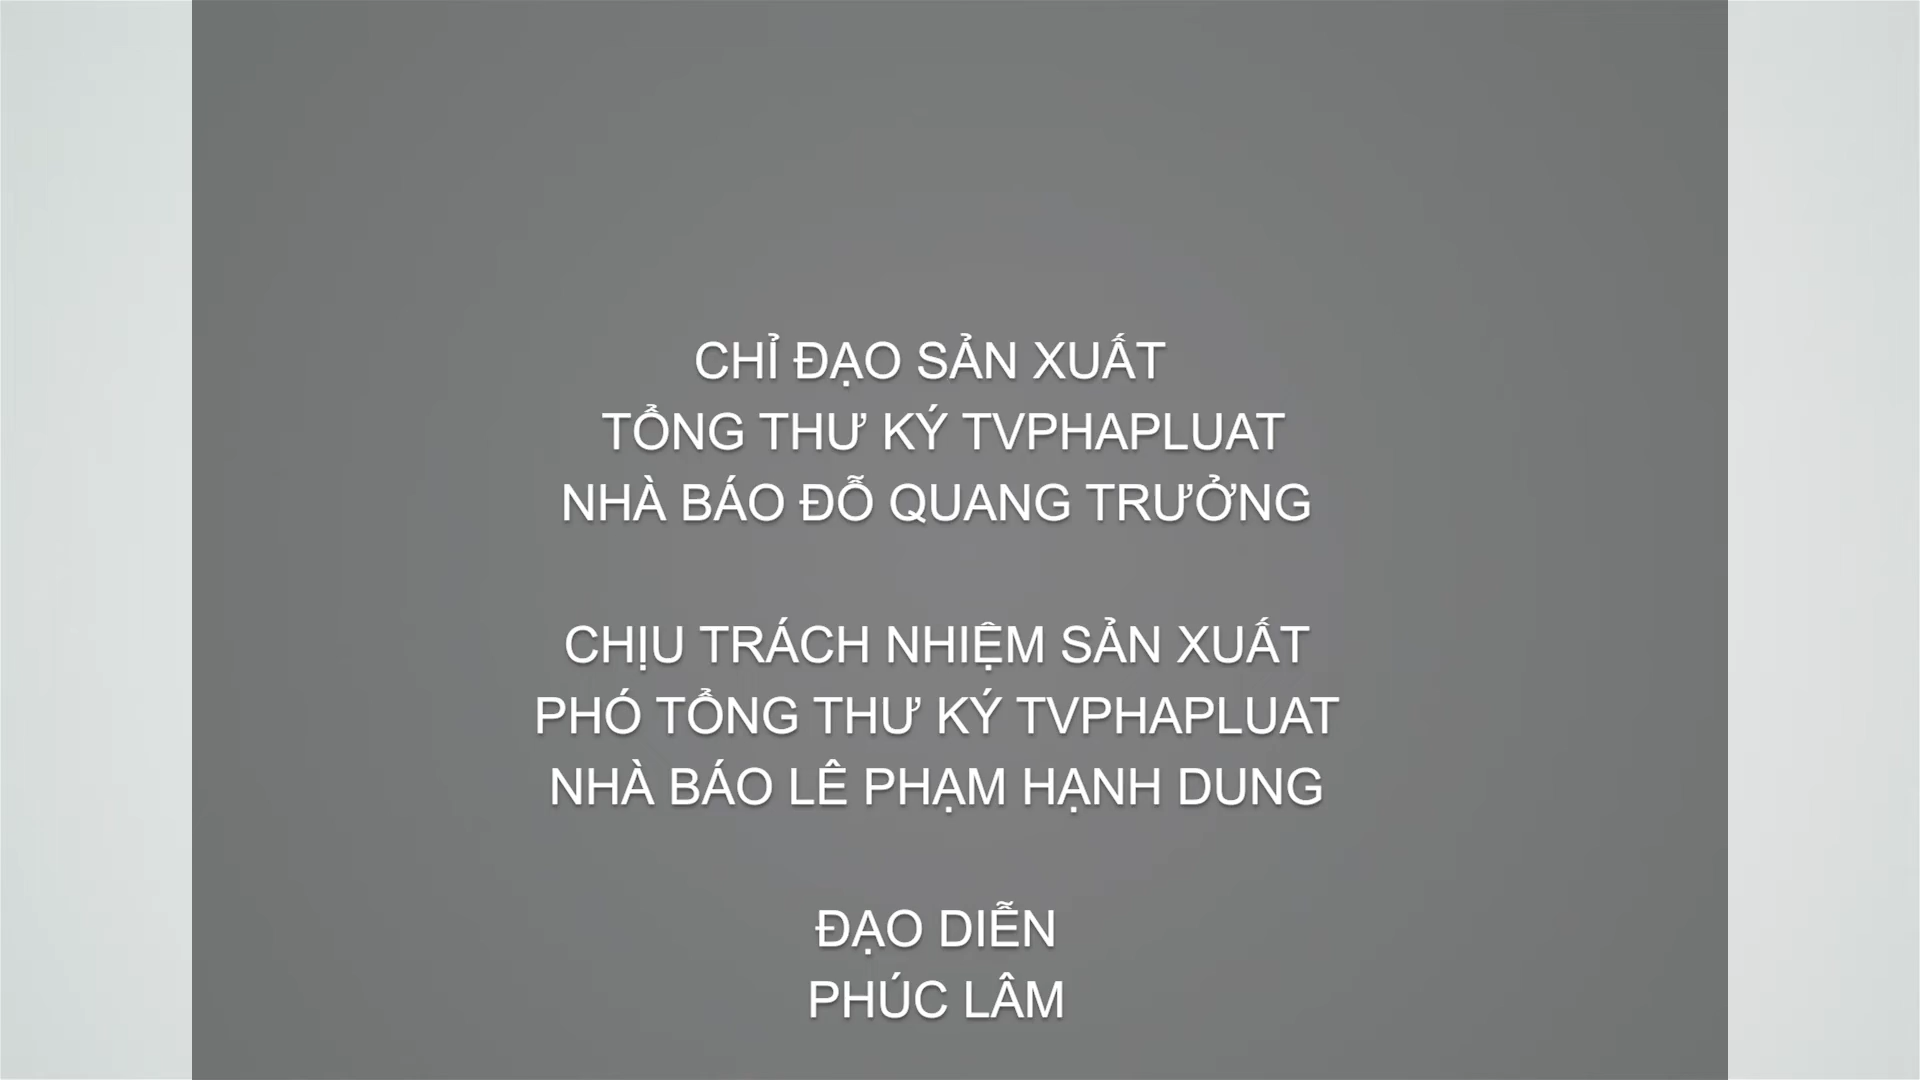 CHỈ ĐẠO SẢN XUẤT
TỔNG THƯ KÝ TVPHAPLUAT
NHÀ BÁO ĐỖ QUANG TRƯỞNG
CHỊU TRÁCH NHIỆM SẢN XUẤT
PHÓ TỔNG THƯ KÝ TVPHAPLUAT
NHÀ BÁO LÊ PHẠM HẠNH DUNG
ĐẠO DIỄN
PHÚC LÂM